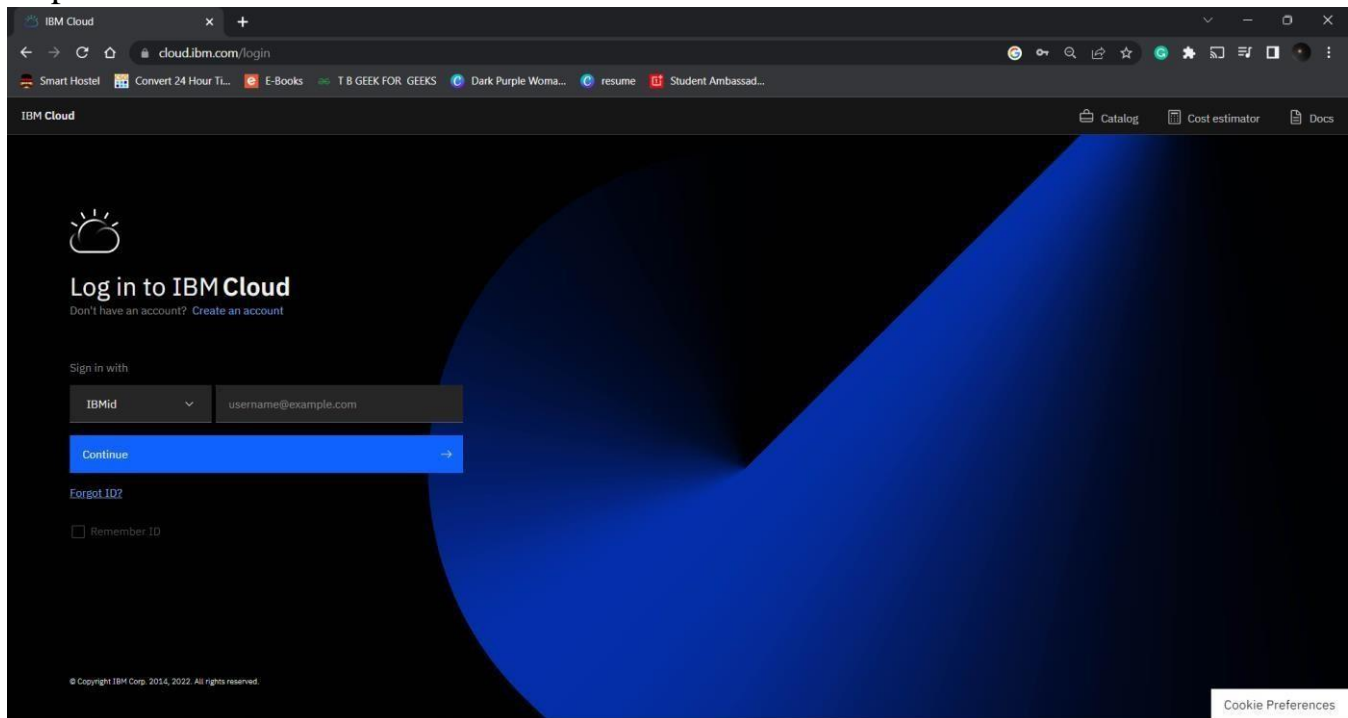 IBM Cloud
cloud.ibm.com/login
Smart Hostel Convert 24 Hour Ti... E-Books T B GEEK FOR GEEKS Dark Purple Woma... resume Student Ambassad...
IBM Cloud Catalog Cost estimator Docs
Log in to IBM Cloud
Don't have an account? Create an account
Sign in with
IBMid username@example.com
Continue
Forgot ID?
Remember ID
© Copyright IBM Corp. 2014, 2022. All rights reserved.
Cookie Preferences